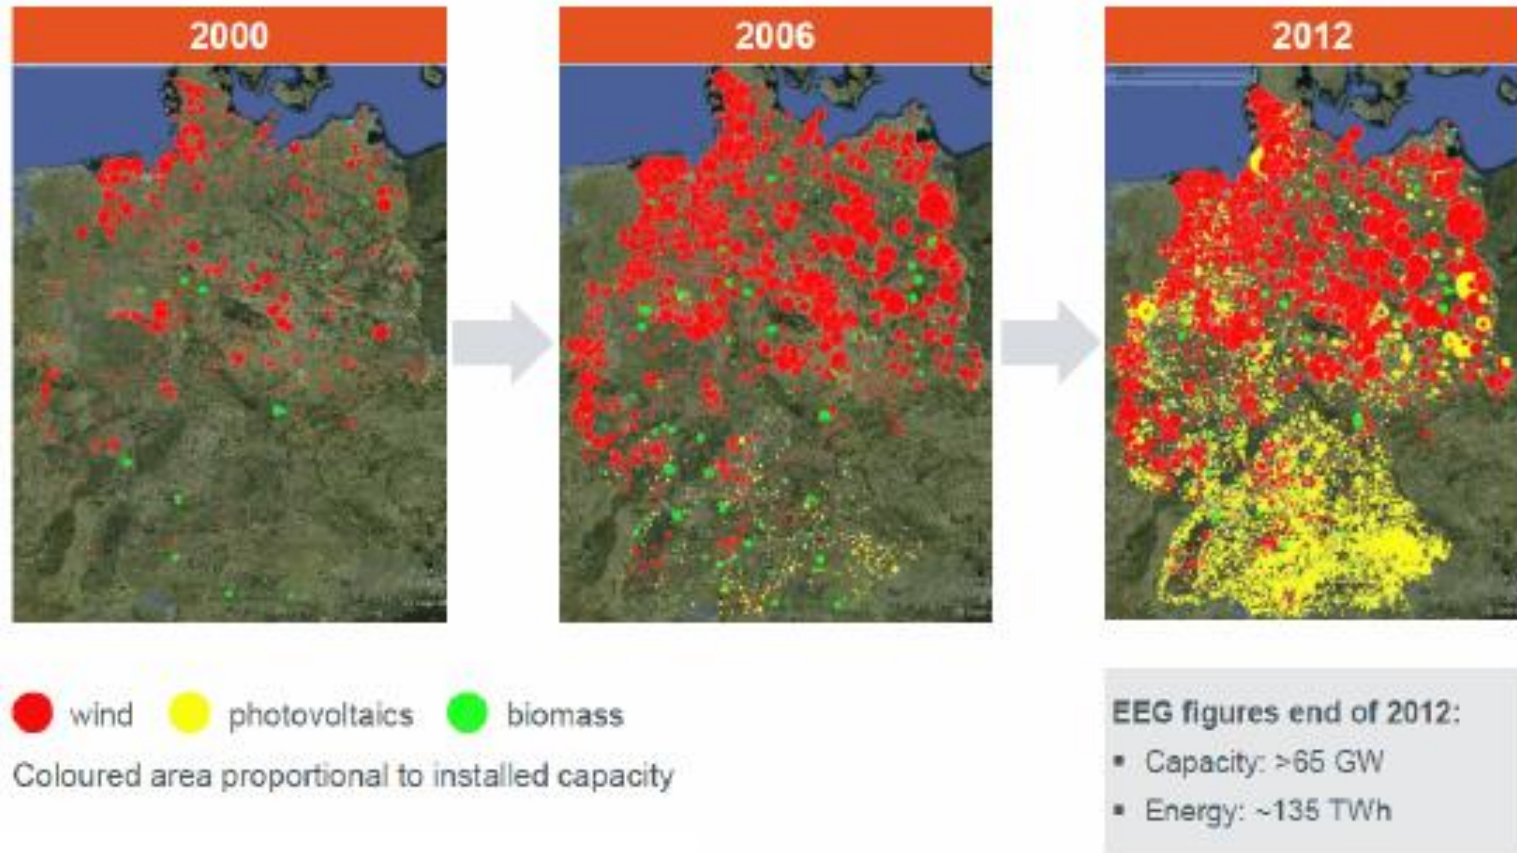 2000
2006
2012
wind
photovoltaics
biomass
Coloured area proportional to installed capacity
EEG figures end of 2012:
▪ Capacity: >65 GW
▪ Energy: ~135 TWh